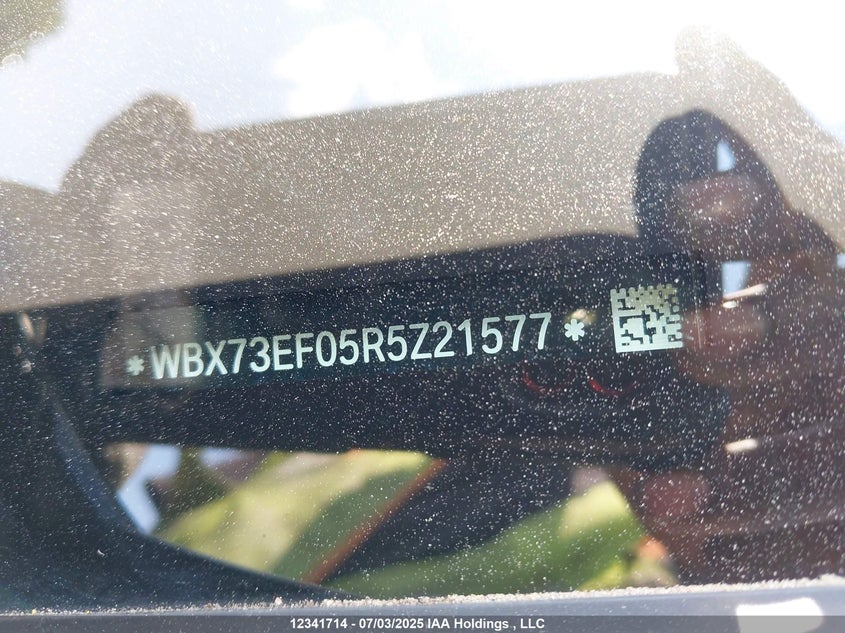 *WBX73EF05R5Z21577*
12341714 - 07/03/2025 IAA Holdings , LLC